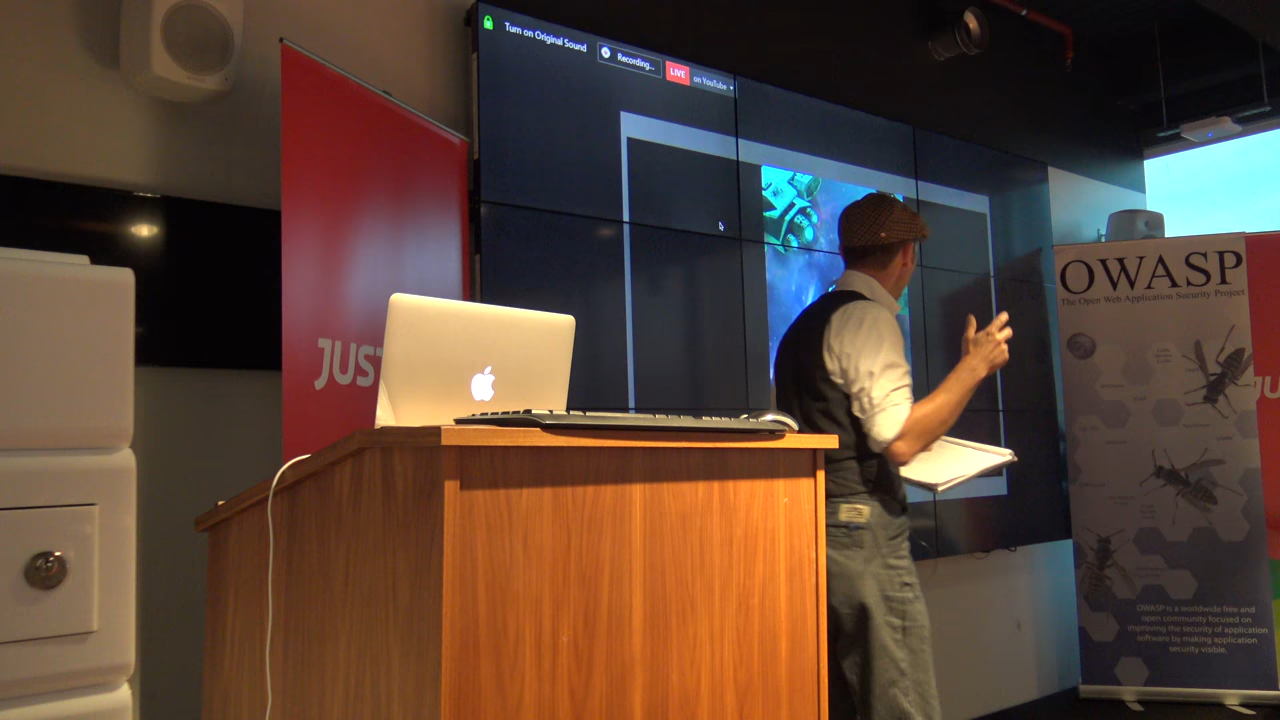 Turn on Original Sound
Recording...
LIVE on YouTube
JUST
OWASP
The Open Web Application Security Project
JU
OWASP is a worldwide free and
open community focused on
improving the security of application
software by making application
security visible.